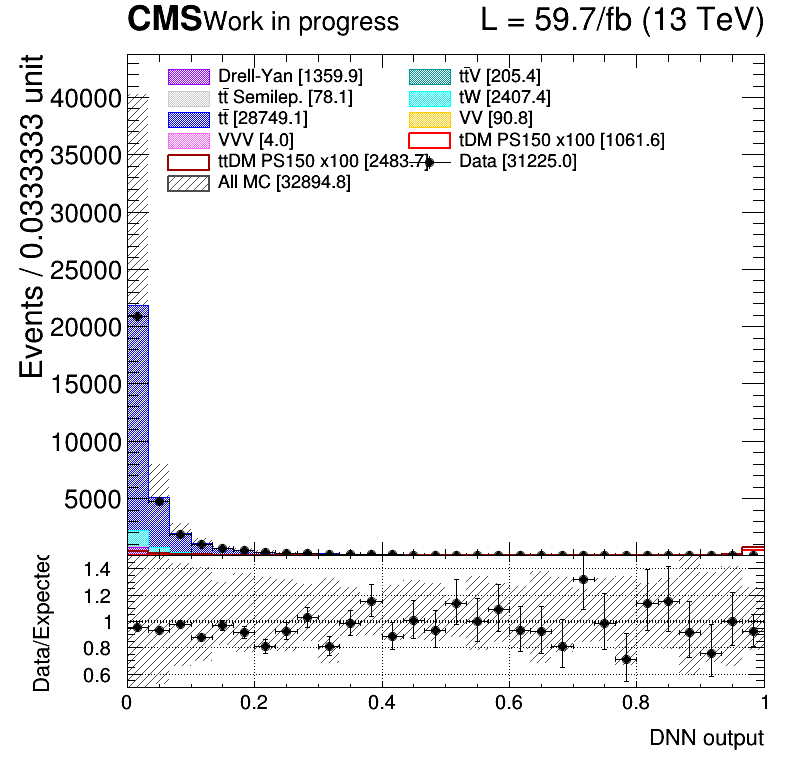 CMS Work in progress L = 59.7/fb (13 TeV)
Events / 0.0333333 unit
40000
35000
30000
25000
20000
15000
10000
5000
Drell-Yan [1359.9] tt̄V [205.4]
tt̄ Semilep. [78.1] tW [2407.4]
tt̄ [28749.1] VV [90.8]
VVV [4.0] tDM PS150 x100 [1061.6]
ttDM PS150 x100 [2483.7] Data [31225.0]
All MC [32894.8]
Data/Expected
1.4
1.2
1
0.8
0.6
0 0.2 0.4 0.6 0.8 1
DNN output